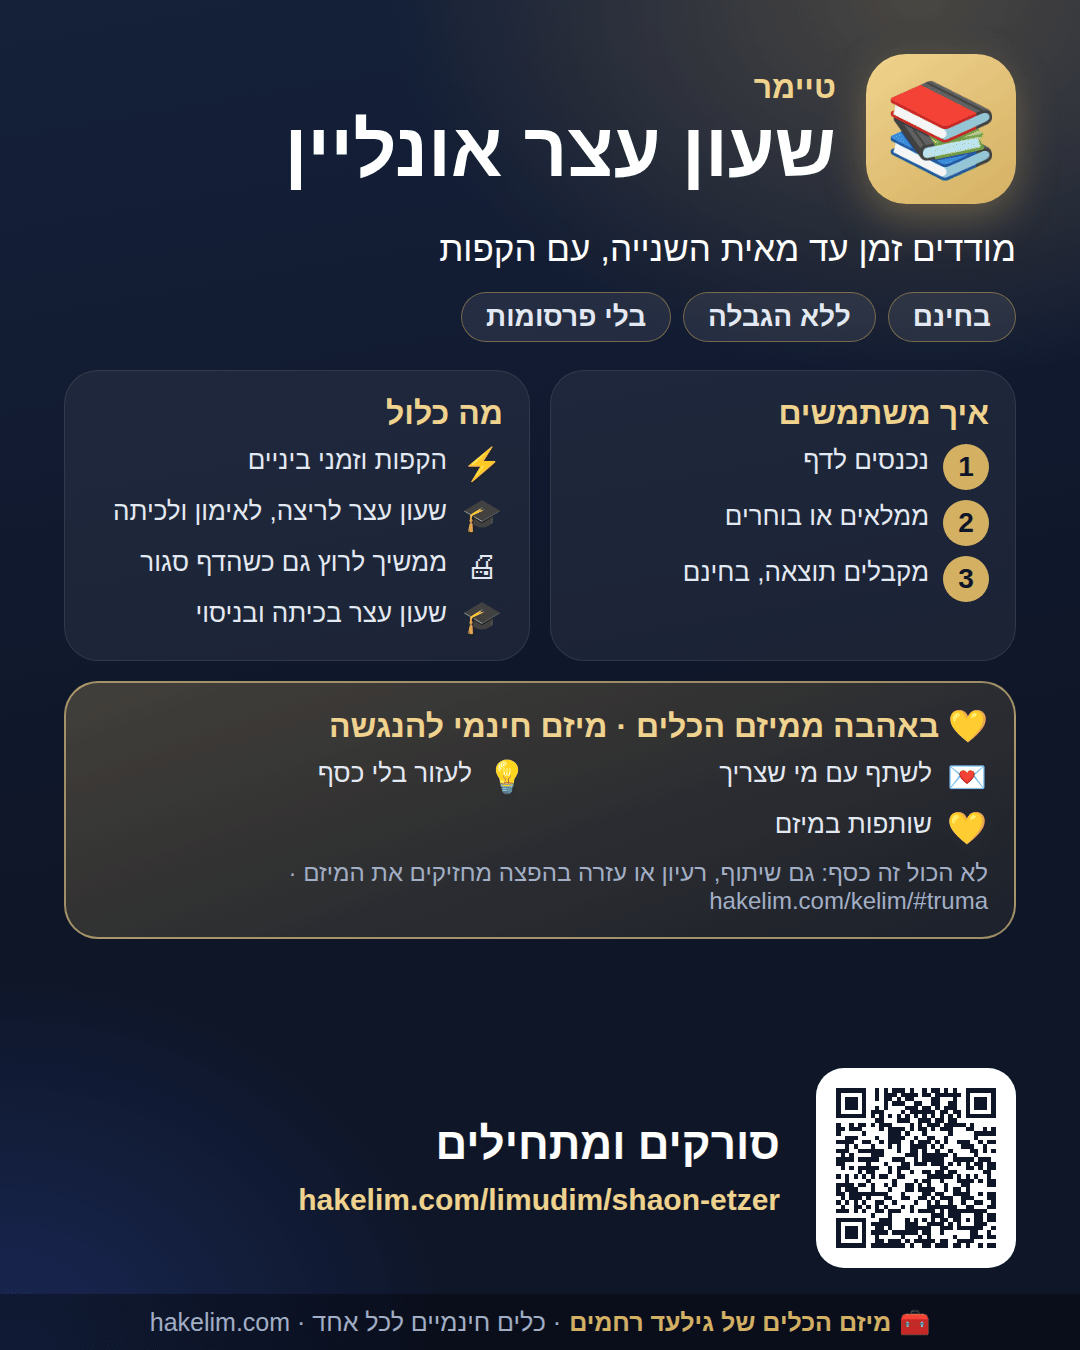 טיימר
שעון עצר אונליין
מודדים זמן עד מאית השנייה, עם הקפות
בחינם
ללא הגבלה
בלי פרסומות
איך משתמשים
1 נכנסים לדף
2 ממלאים או בוחרים
3 מקבלים תוצאה, בחינם
מה כלול
הקפות וזמני ביניים
שעון עצר לריצה, לאימון ולכיתה
ממשיך לרוץ גם כשהדף סגור
שעון עצר בכיתה ובניסוי
באהבה ממיזם הכלים · מיזם חינמי להנגשה
לשתף עם מי שצריך
לעזור בלי כסף
שותפות במיזם
לא הכול זה כסף: גם שיתוף, רעיון או עזרה בהפצה מחזיקים את המיזם ·
hakelim.com/kelim/#truma
סורקים ומתחילים
hakelim.com/limudim/shaon-etzer
מיזם הכלים של גילעד רחמים · כלים חינמיים לכל אחד · hakelim.com